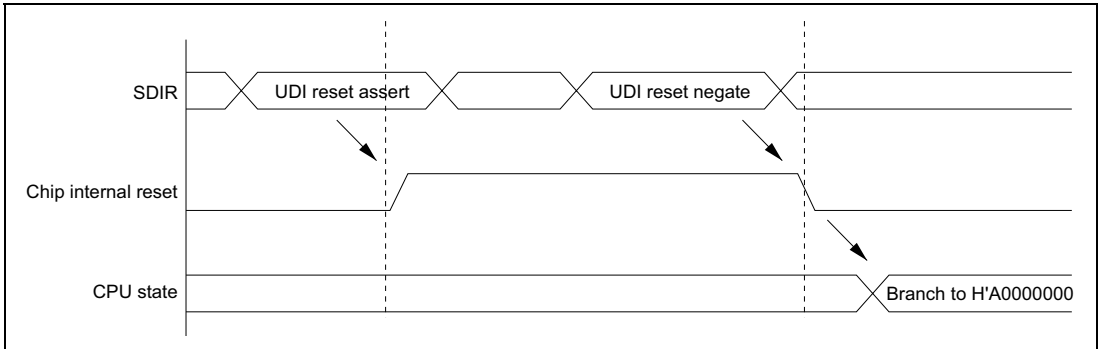 SDIR
UDI reset assert
UDI reset negate
Chip internal reset
CPU state
Branch to H'A0000000